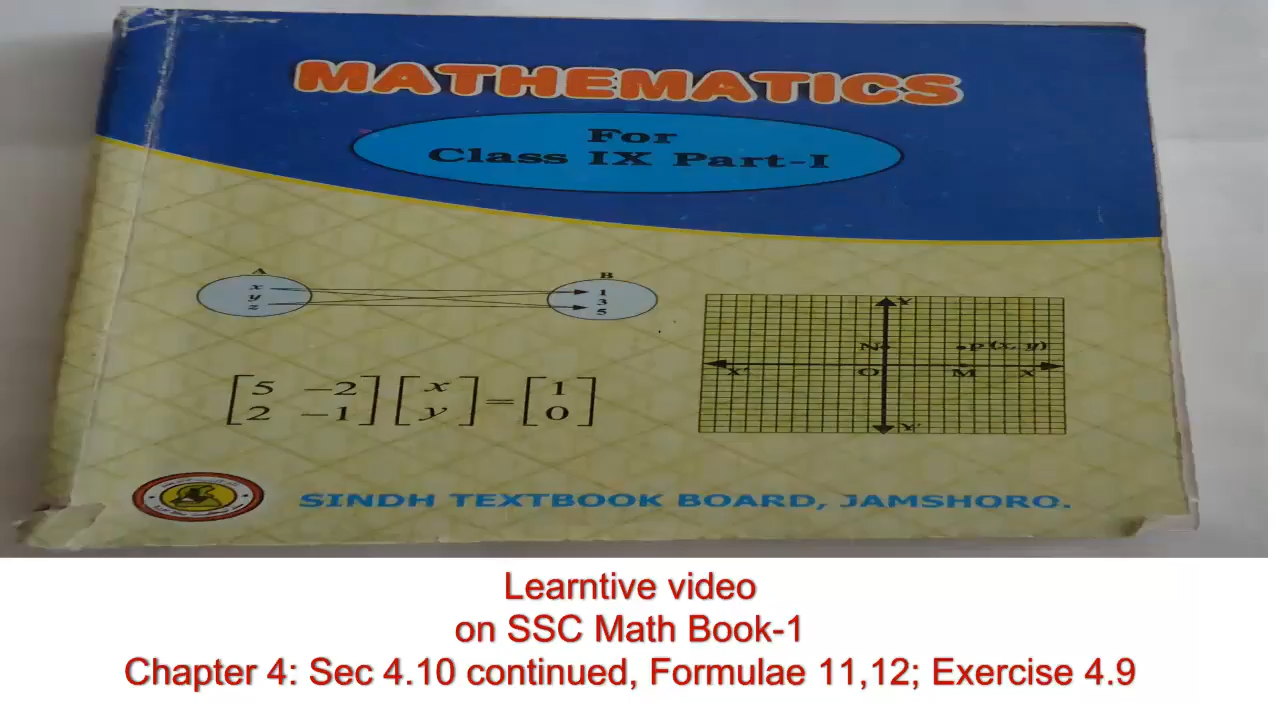 MATHEMATICS
For
Class IX Part-I
A
B
x
y
z
1
3
5
Y
N
P (x, y)
X'
O
M
X
Y'
[5 -2] [x] = [1]
[2 -1] [y] [0]
SINDH TEXTBOOK BOARD, JAMSHORO.
Learntive video
on SSC Math Book-1
Chapter 4: Sec 4.10 continued, Formulae 11,12; Exercise 4.9